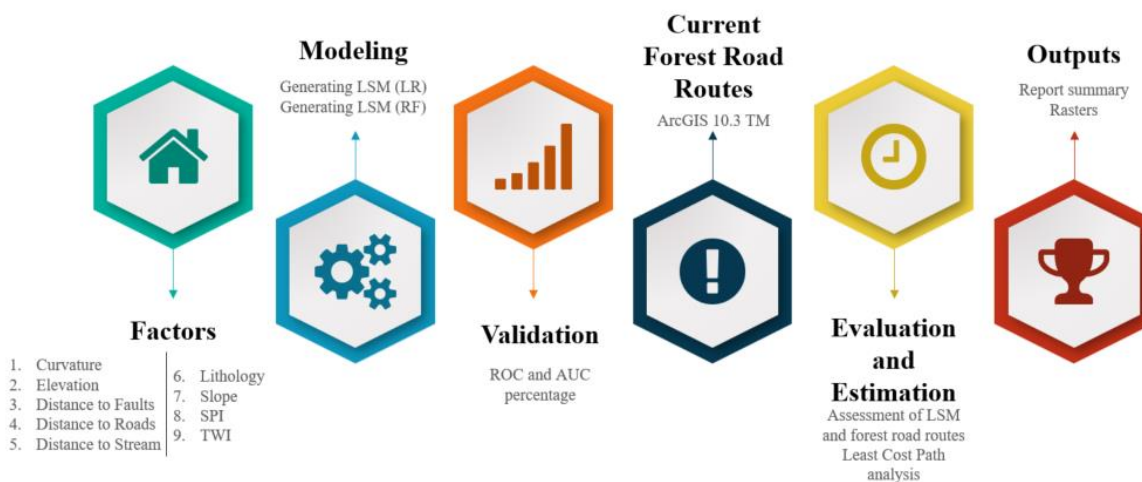 Factors
1. Curvature
2. Elevation
3. Distance to Faults
4. Distance to Roads
5. Distance to Stream
6. Lithology
7. Slope
8. SPI
9. TWI
Modeling
Generating LSM (LR)
Generating LSM (RF)
Validation
ROC and AUC
percentage
Current
Forest Road
Routes
ArcGIS 10.3 TM
Evaluation
and
Estimation
Assessment of LSM
and forest road routes
Least Cost Path
analysis
Outputs
Report summary
Rasters